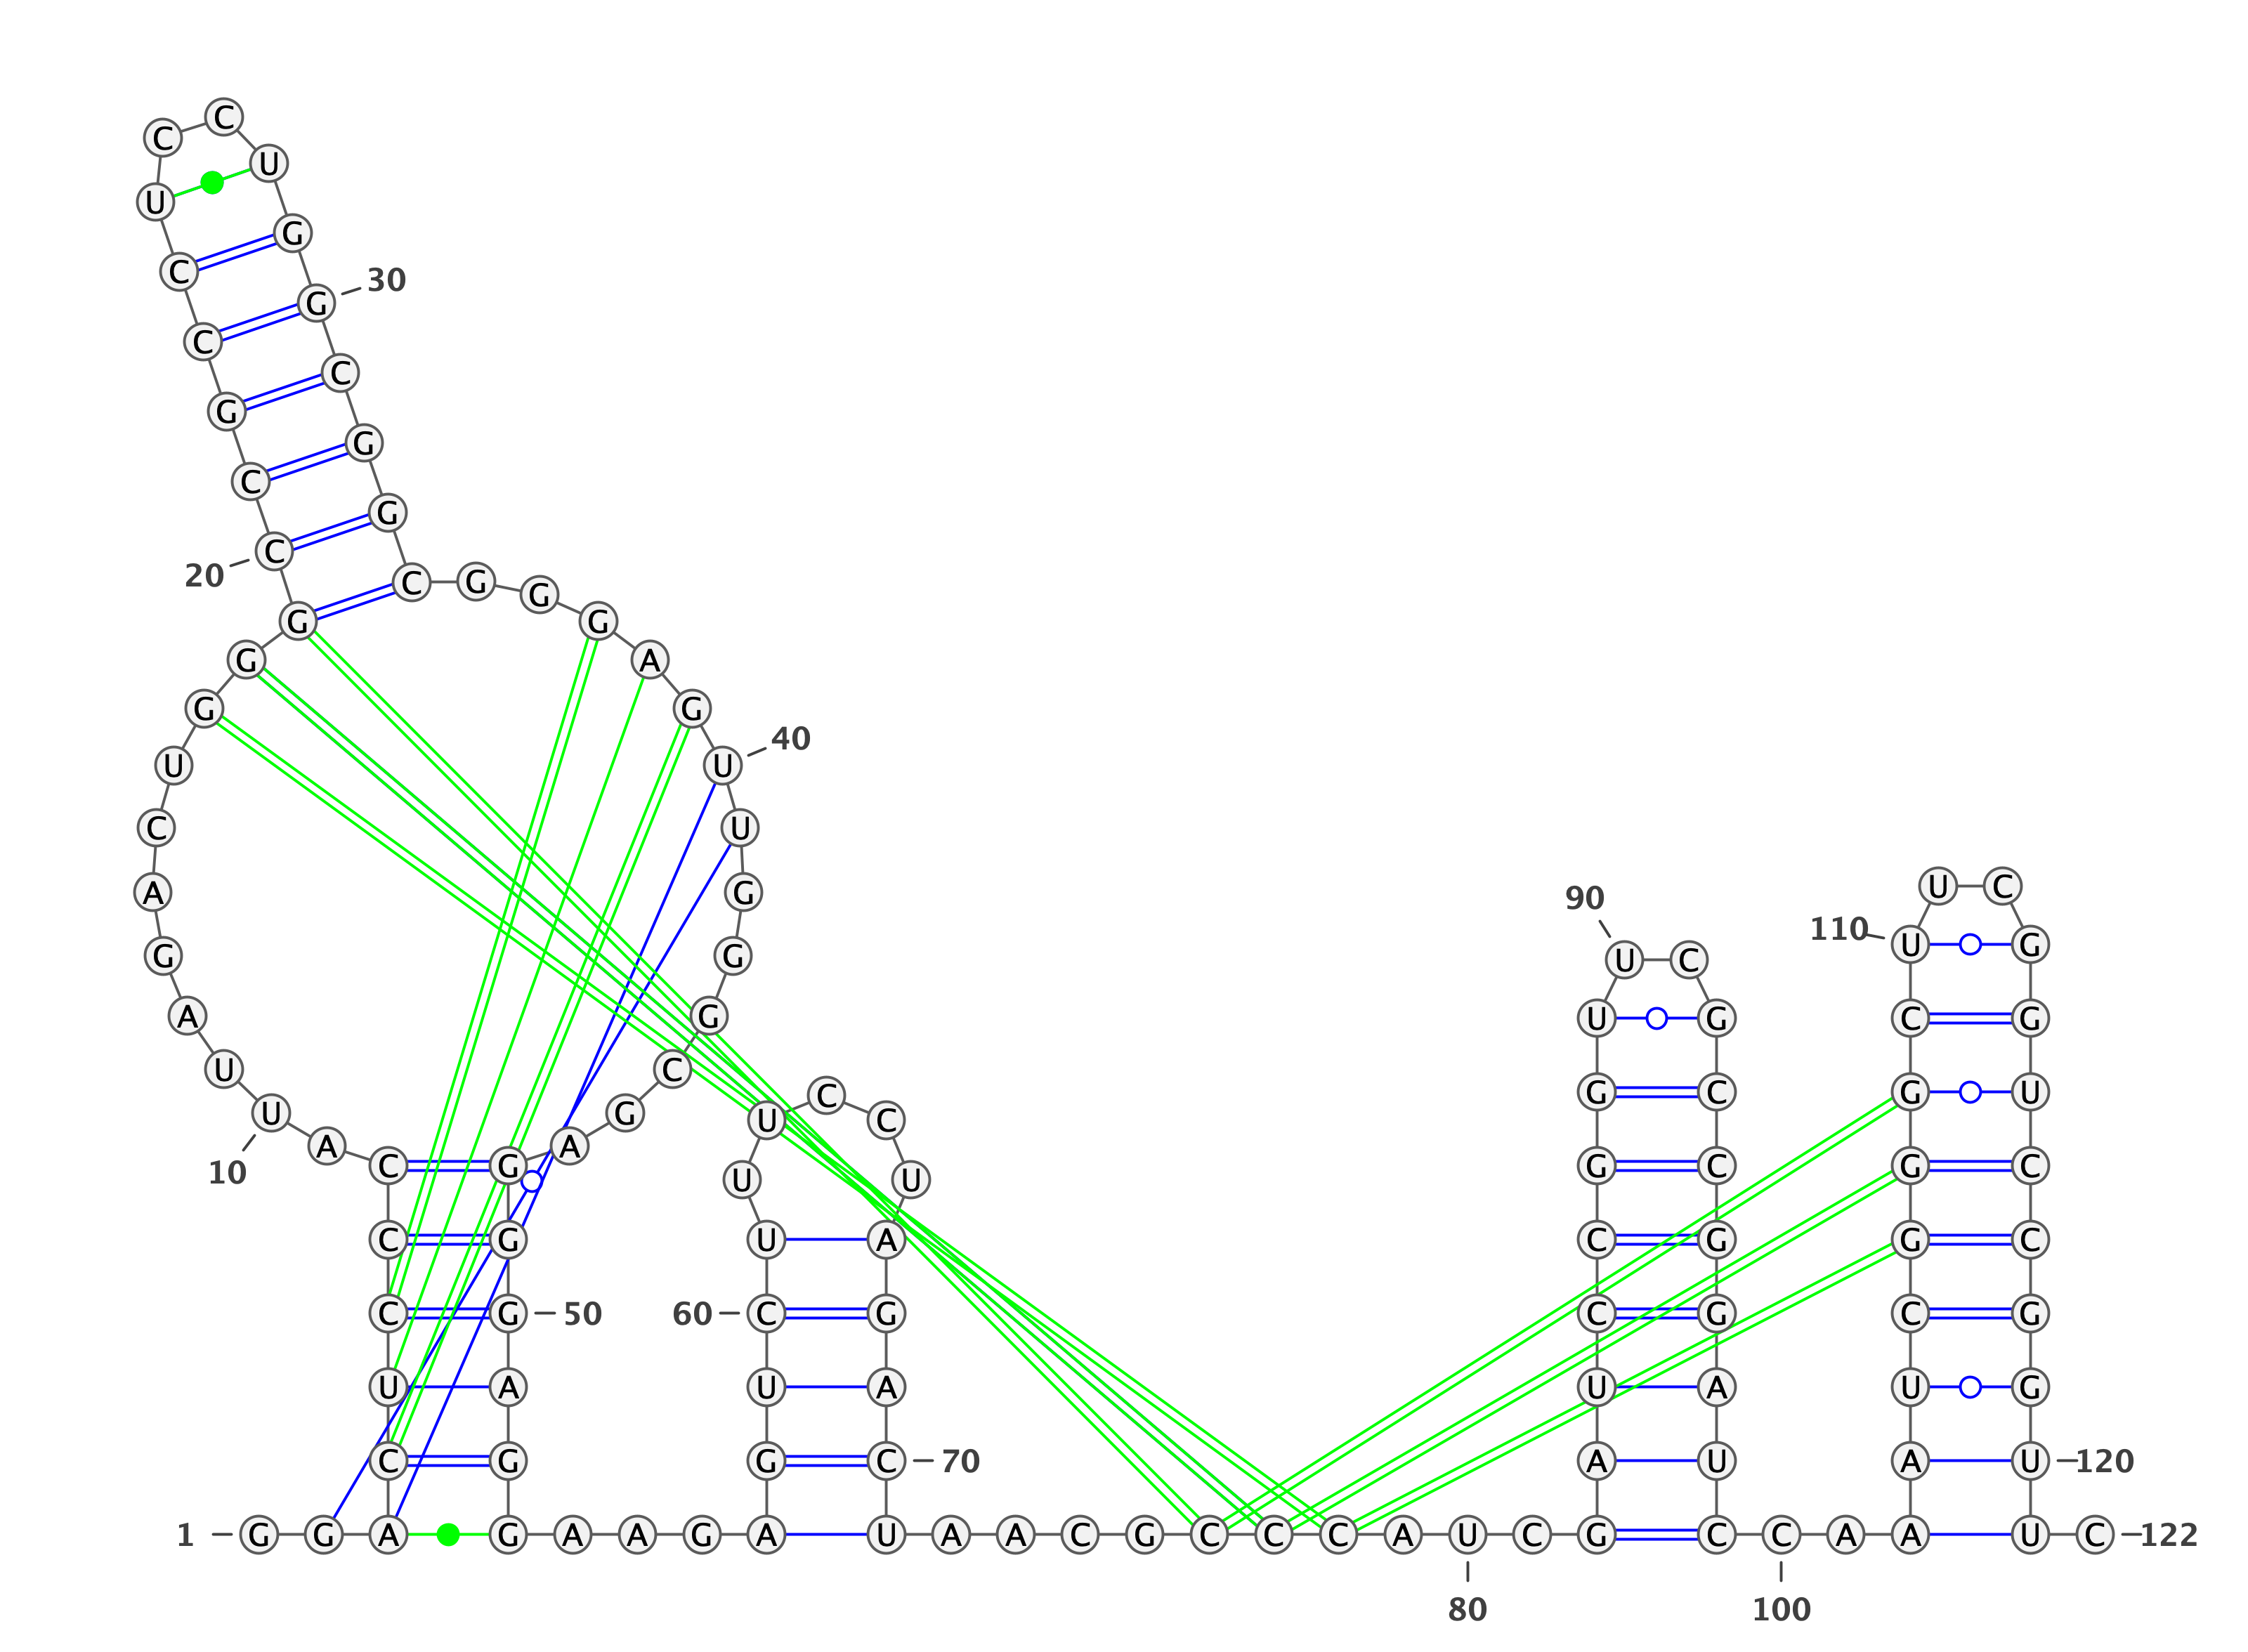 C
C
U
U
G
C
30
G
C
C
G
G
C
G
C
20
C G G
G G
G A
G G
40
U U
C U
U C
A G
90
110 U G
G G U C
A G U G C G
U C
G C G U
C
U G U C
A A
C G G C G C
10
U U
C G U A C G G C
C G 50 60 C G C G C G
U A U A U A U G
C G G C 70 A U A U 120
1 G G A G A A G A U A A C G C C C A U C G C C A A A U C 122
80 100